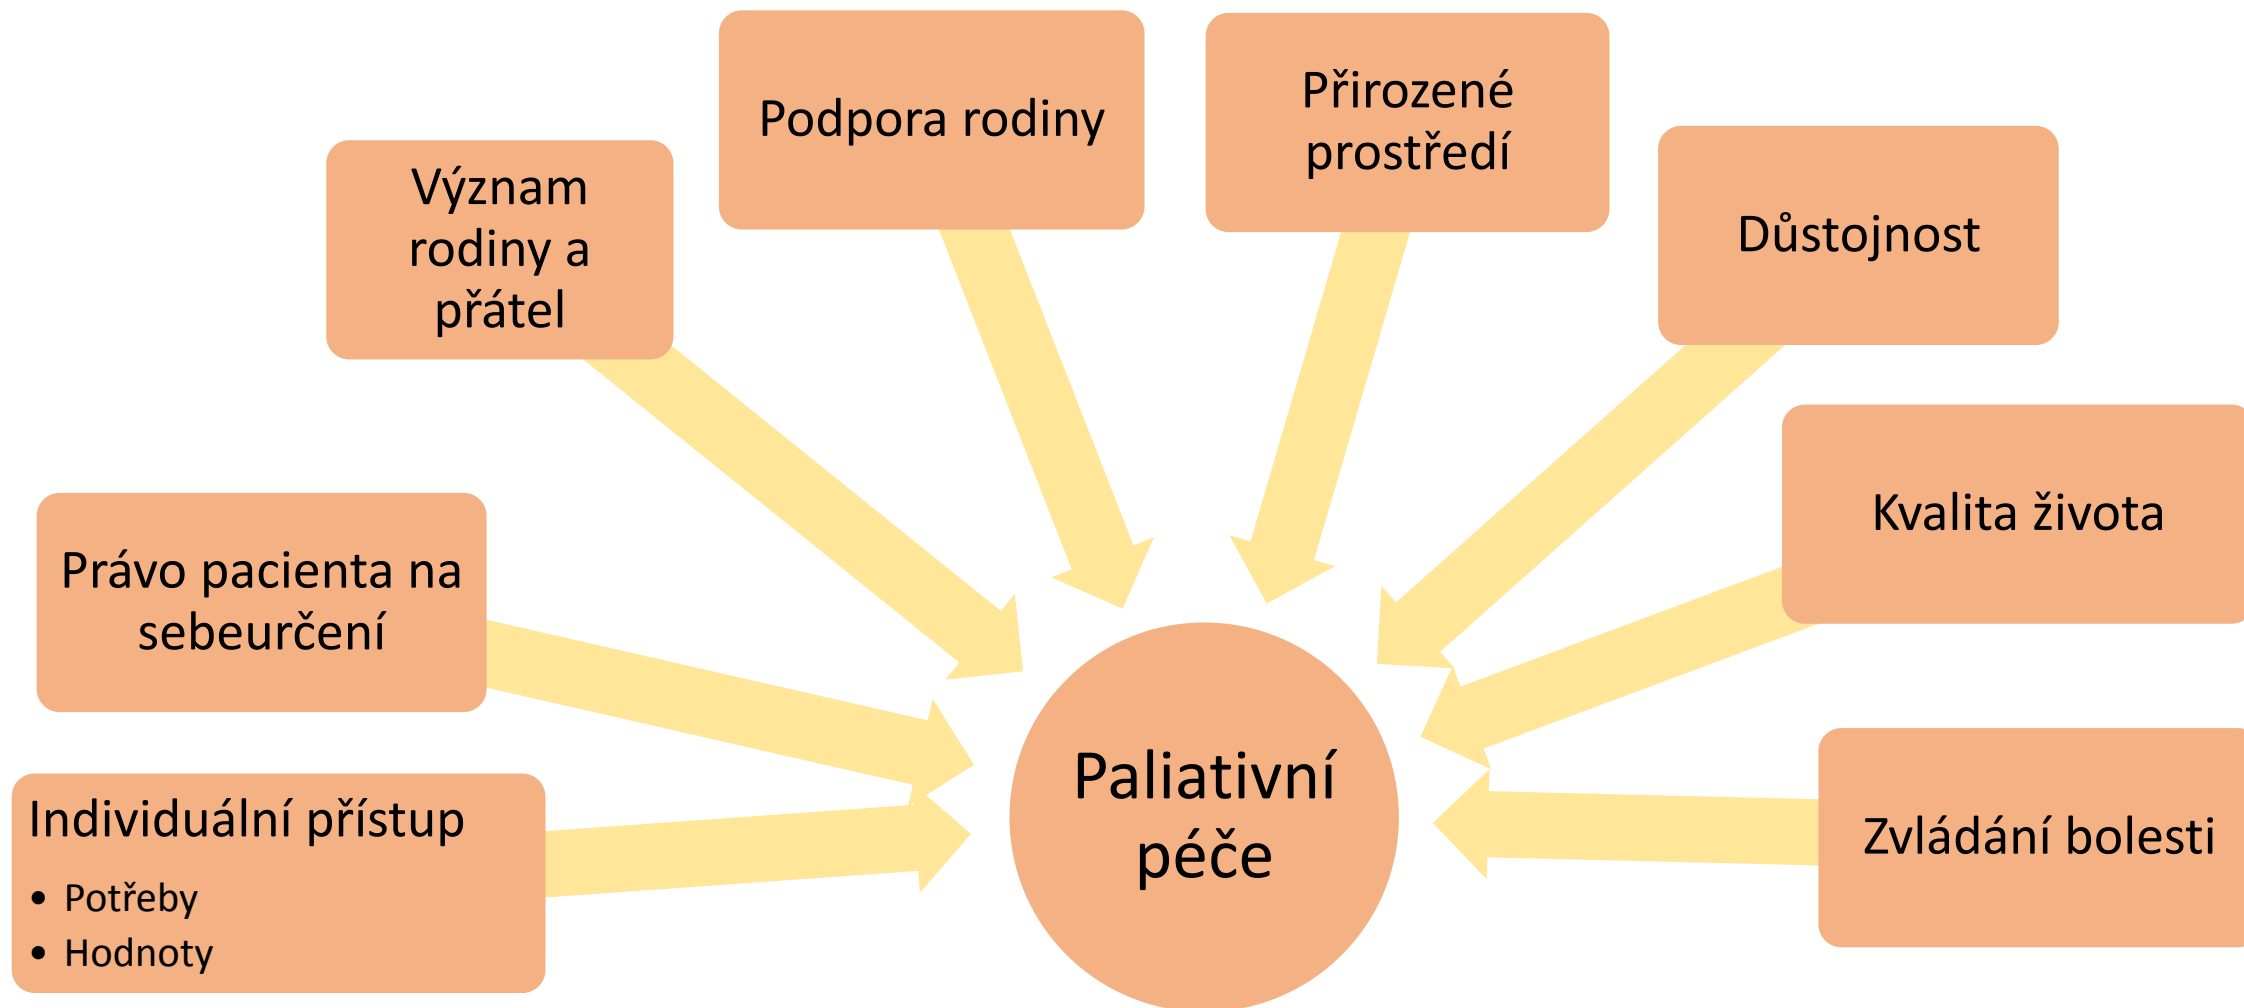 Podpora rodiny
Přirozené
prostředí
Význam
rodiny a
přátel
Důstojnost
Kvalita života
Právo pacienta na
sebeurčení
Paliativní
péče
Individuální přístup
• Potřeby
• Hodnoty
Zvládání bolesti